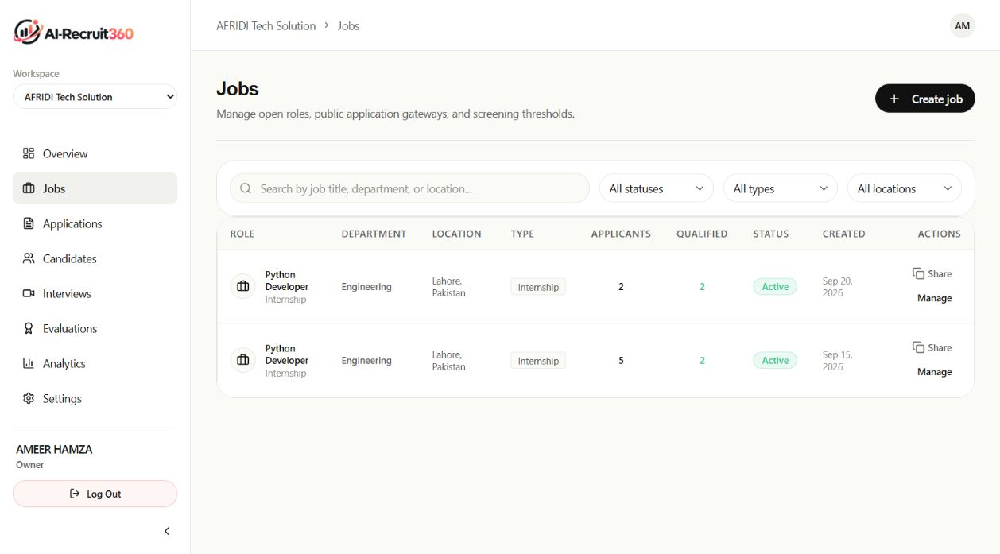 AI-Recruit360
AFRIDI Tech Solution > Jobs
AM
Workspace
AFRIDI Tech Solution
Overview
Jobs
Applications
Candidates
Interviews
Evaluations
Analytics
Settings
AMEER HAMZA
Owner
Log Out
Jobs
Manage open roles, public application gateways, and screening thresholds.
+ Create job
Search by job title, department, or location...
All statuses
All types
All locations
ROLE DEPARTMENT LOCATION TYPE APPLICANTS QUALIFIED STATUS CREATED ACTIONS
Python
Developer
Internship
Engineering
Lahore,
Pakistan
Internship
2
2
Active
Sep 20,
2026
Share
Manage
Python
Developer
Internship
Engineering
Lahore,
Pakistan
Internship
5
2
Active
Sep 15,
2026
Share
Manage